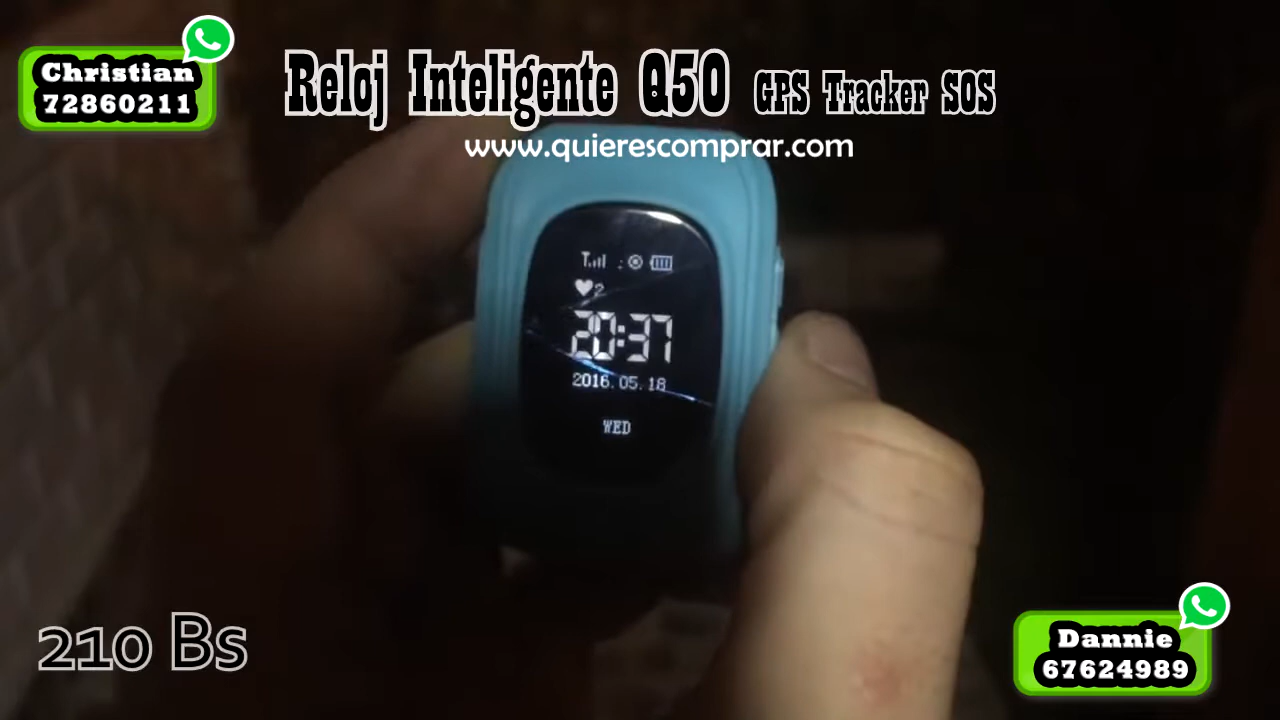 Christian
72860211
Reloj Inteligente Q50 GPS Tracker SOS
www.quierescomprar.com
2
20:37
2016.05.18
WED
210 Bs
Dannie
67624989